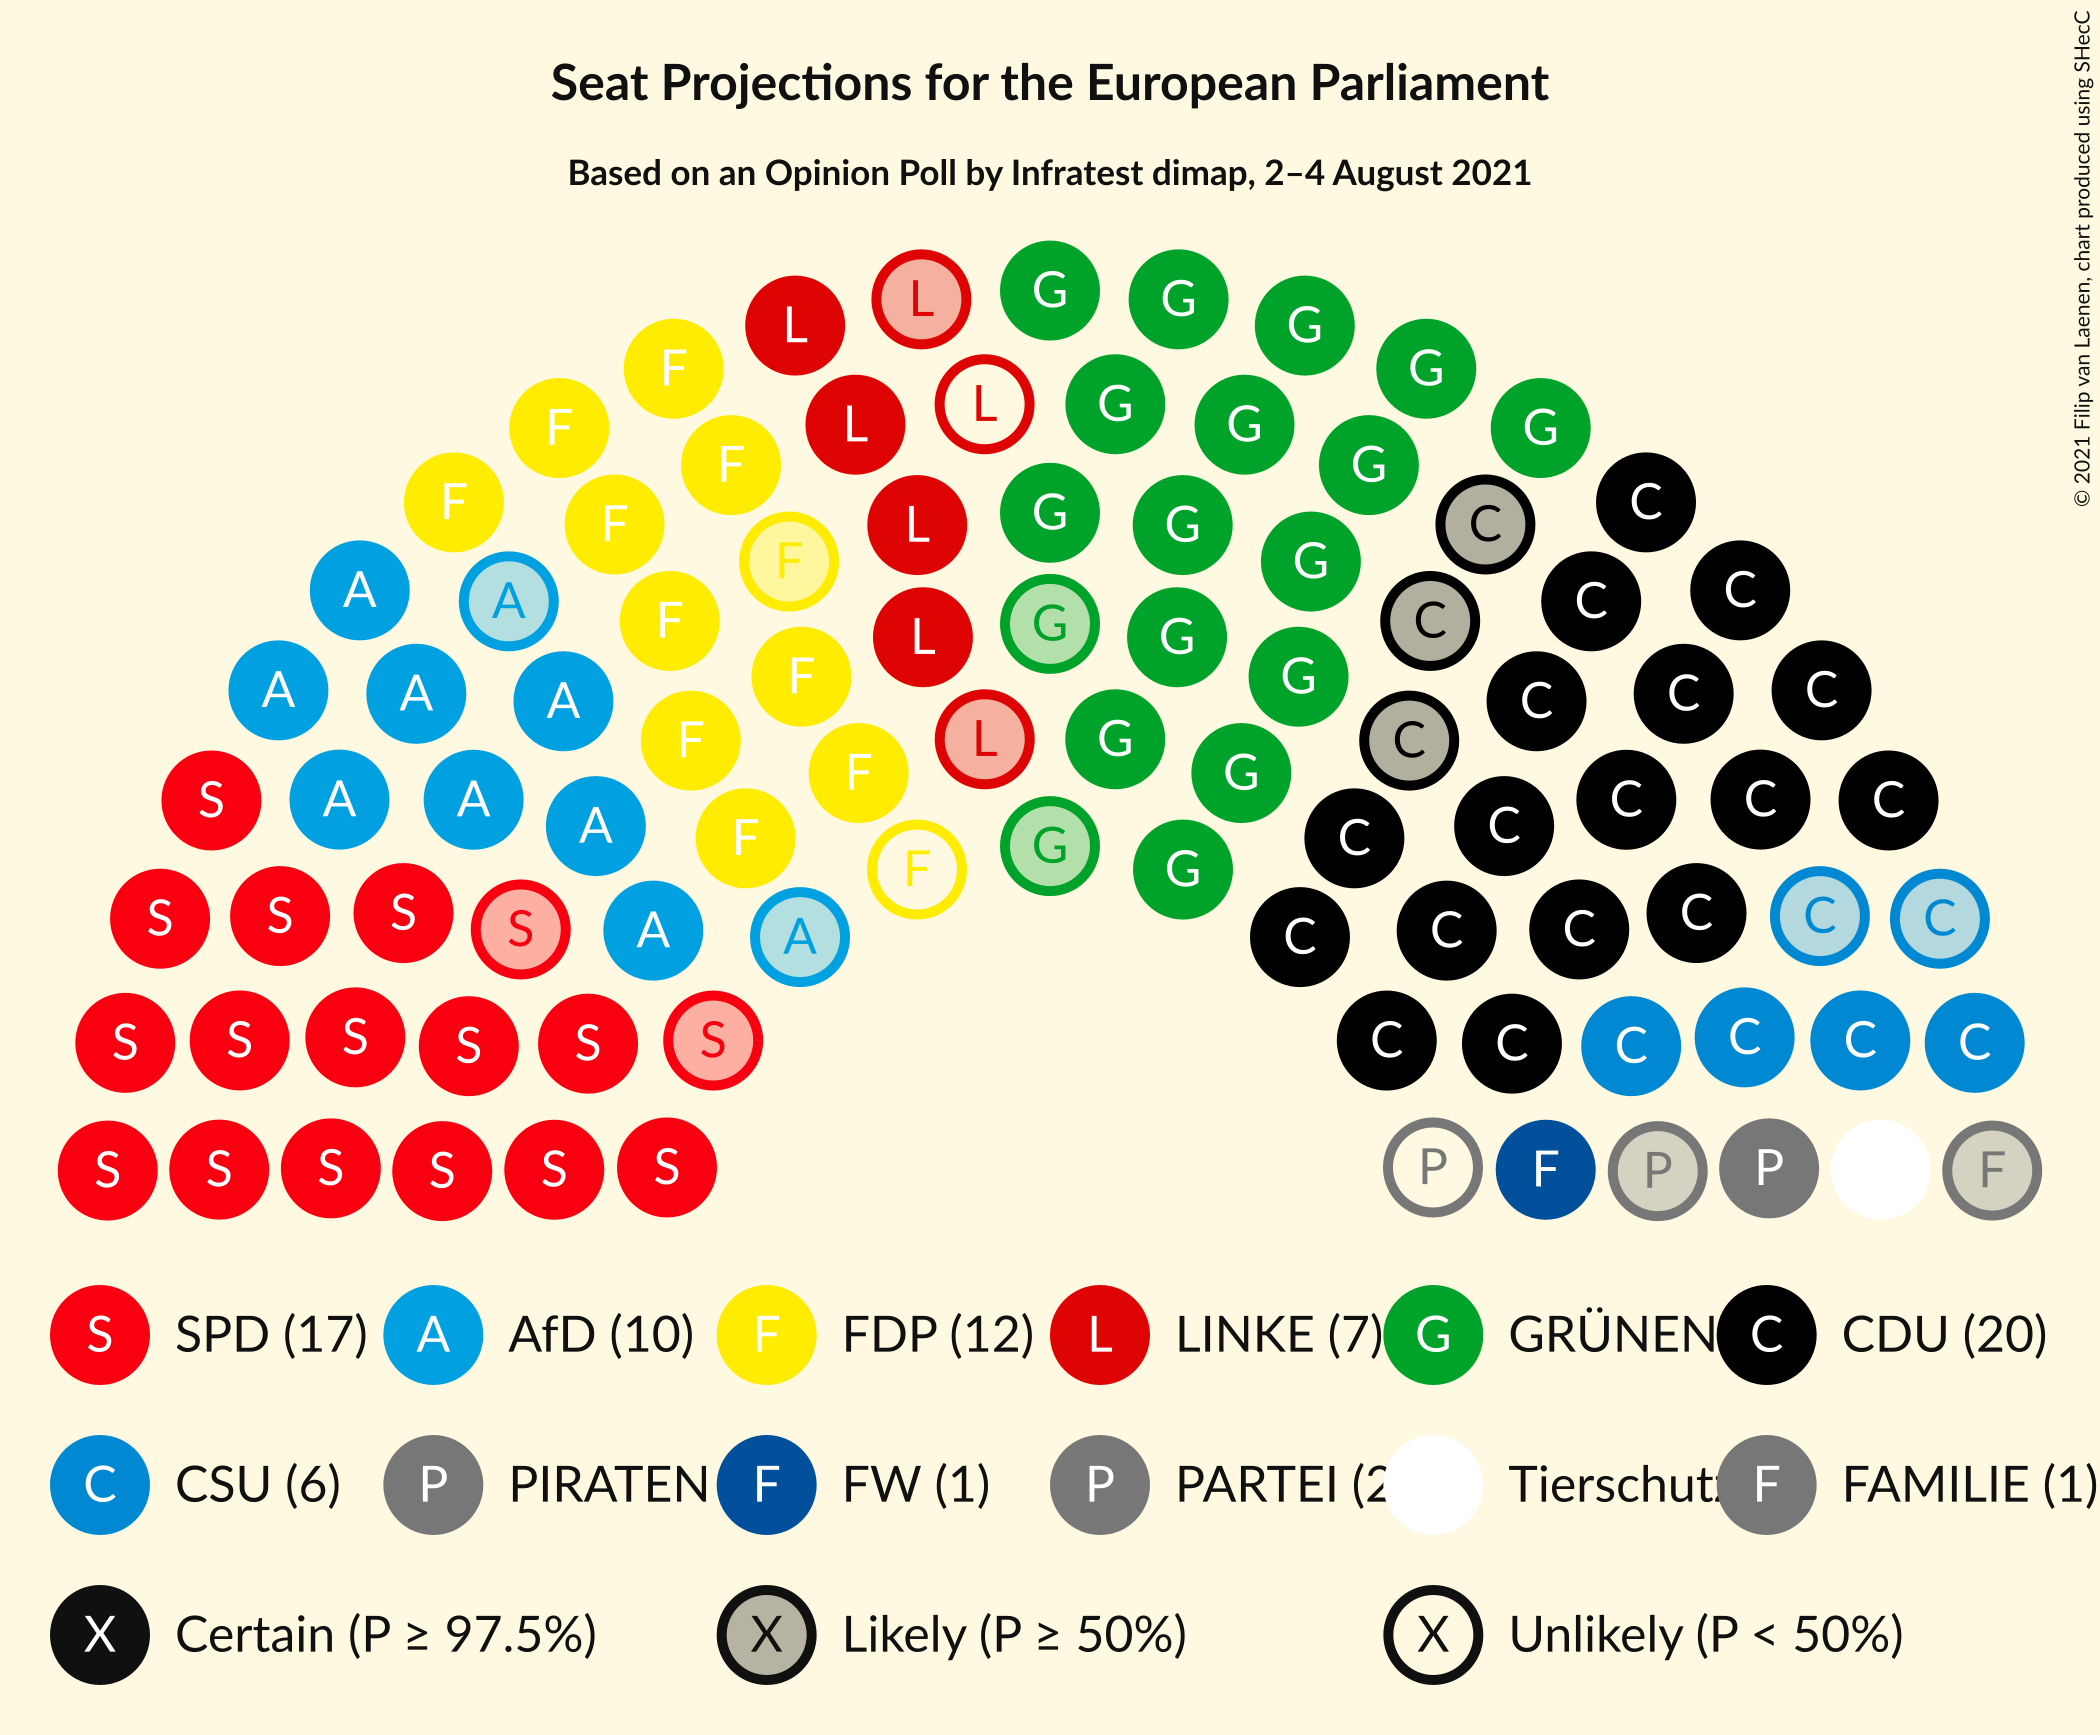 Seat Projections for the European Parliament
Based on an Opinion Poll by Infratest dimap, 2–4 August 2021
© 2021 Filip van Laenen, chart produced using SHecC
L G G G
L G
F G
L G
F L G G
F G
F G C
F L G C
F G
A A C C
F G C
L G
F G
A A A C C C
F L G C
F G
S A A C C C
A F G C C
F G
S S S S A A C C C C C C
S S S S S S C C C C C C
S S S S S S P F P P F
S SPD (17) A AfD (10) F FDP (12) L LINKE (7) G GRÜNEN C CDU (20)
C CSU (6) P PIRATEN F FW (1) P PARTEI (2 Tierschutz F FAMILIE (1)
X Certain (P ≥ 97.5%) X Likely (P ≥ 50%) X Unlikely (P < 50%)